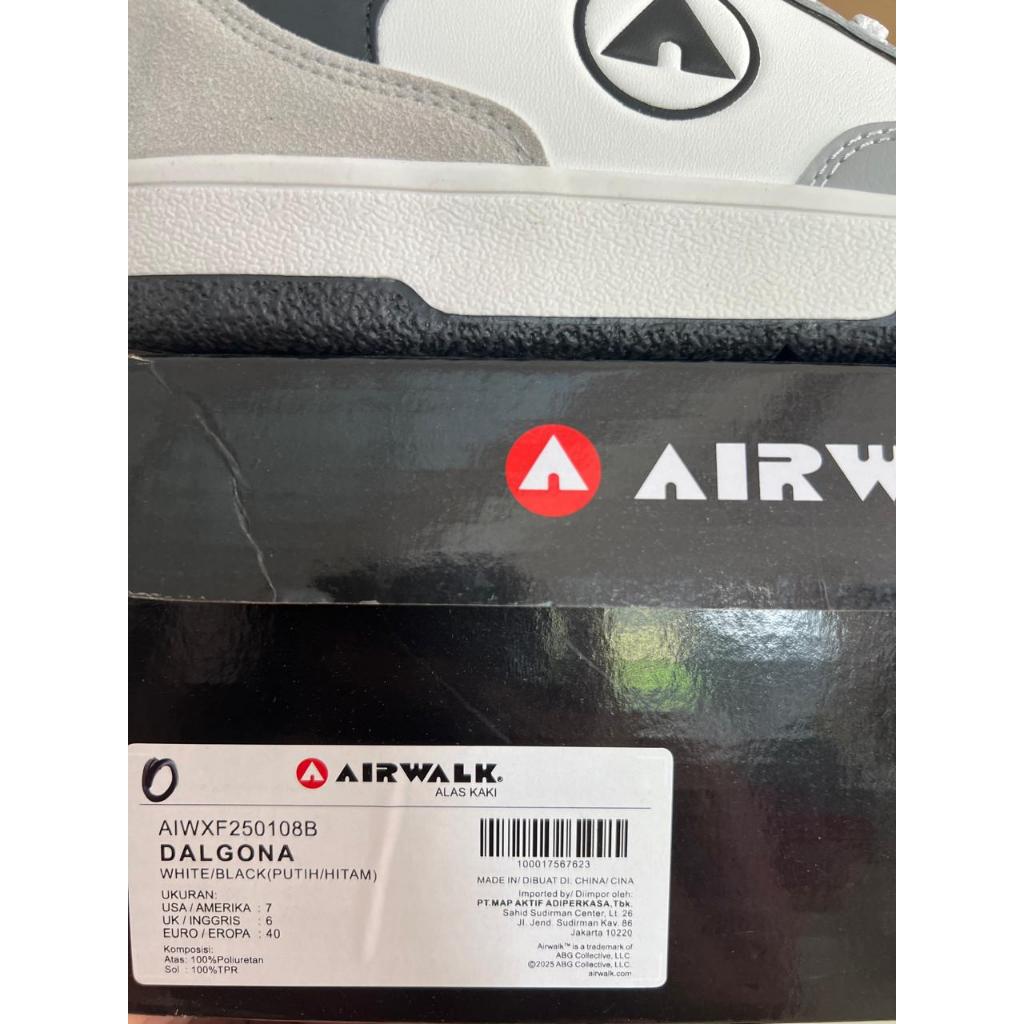 AIRW
O
AIRWALK®
ALAS KAKI
AIWXF250108B
DALGONA
WHITE/BLACK(PUTIH/HITAM)
UKURAN:
USA / AMERIKA : 7
UK / INGGRIS : 6
EURO / EROPA : 40
Komposisi:
Atas: 100%Poliuretan
Sol : 100%TPR
100017567623
MADE IN/ DIBUAT DI: CHINA/ CINA
Imported by/ Diimpor oleh:
PT.MAP AKTIF ADIPERKASA,Tbk.
Sahid Sudirman Center, Lt. 26
Jl. Jend. Sudirman Kav. 86
Jakarta 10220
Airwalk™ is a trademark of
ABG Collective, LLC.
©2025 ABG Collective, LLC.
airwalk.com